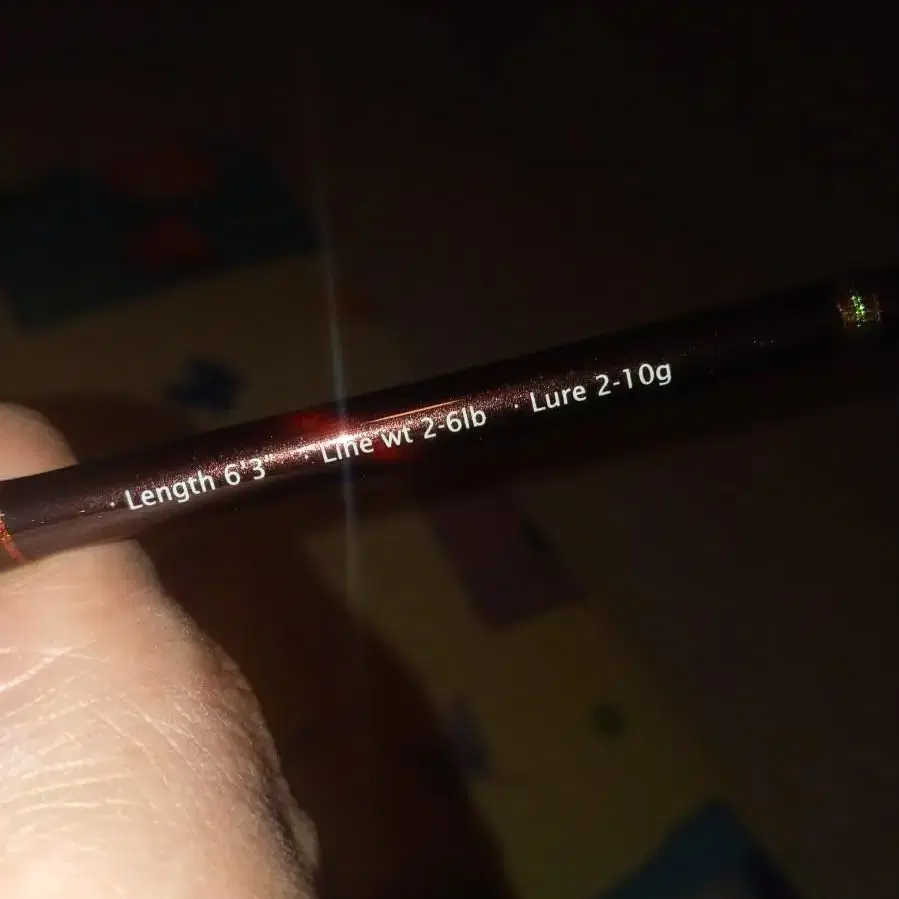 · Length 6'3" · Line wt 2-6lb · Lure 2-10g